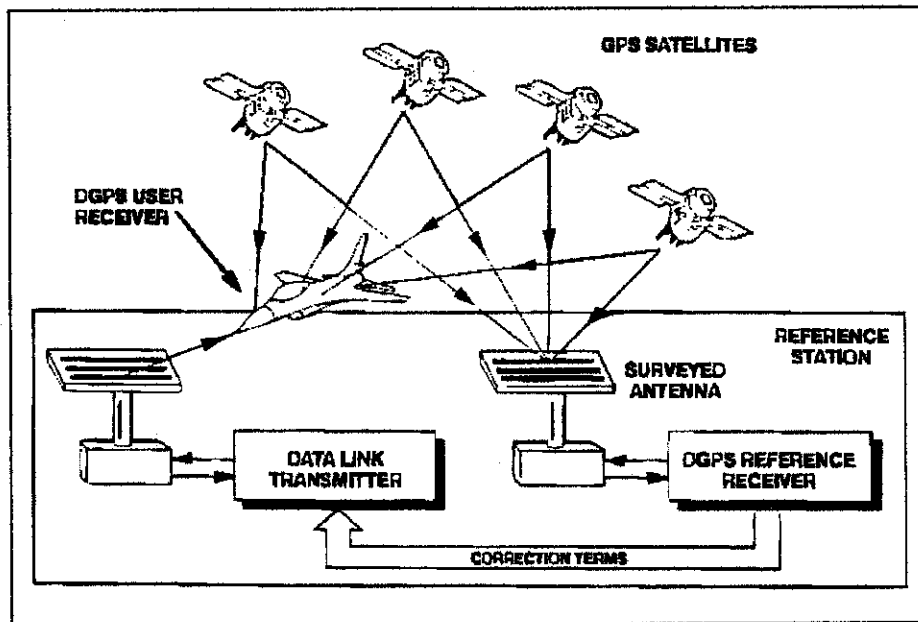 GPS SATELLITES
DGPS USER
RECEIVER
REFERENCE
STATION
SURVEYED
ANTENNA
DATA LINK
TRANSMITTER
DGPS REFERENCE
RECEIVER
CORRECTION TERMS